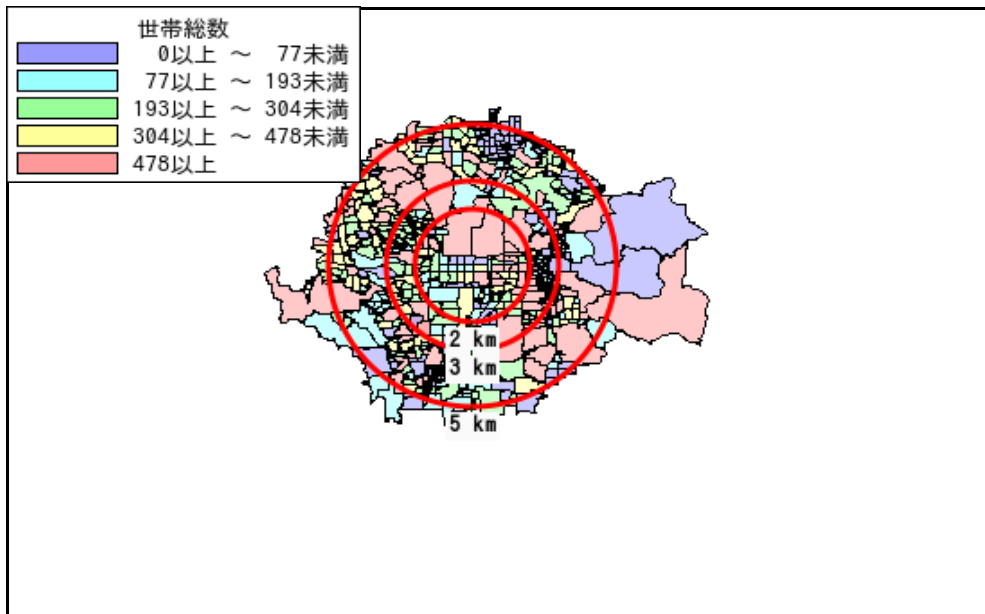 世帯総数
0以上 ～ 77未満
77以上 ～ 193未満
193以上 ～ 304未満
304以上 ～ 478未満
478以上
2 km
3 km
5 km